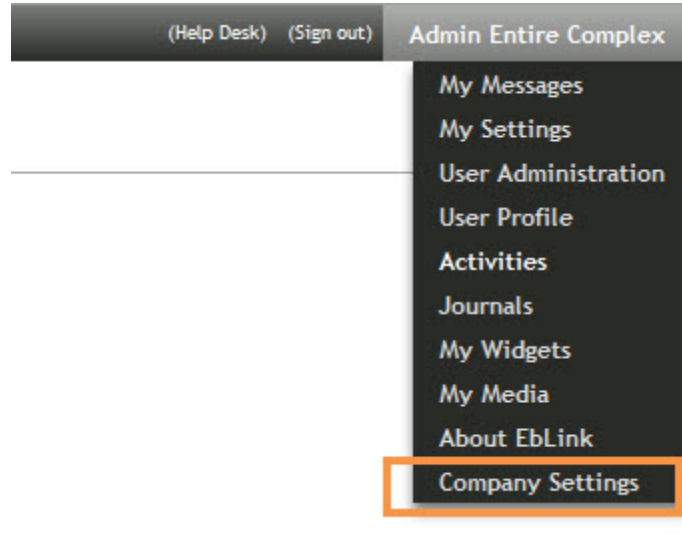 (Help Desk) (Sign out) Admin Entire Complex
My Messages
My Settings
User Administration
User Profile
Activities
Journals
My Widgets
My Media
About EbLink
Company Settings